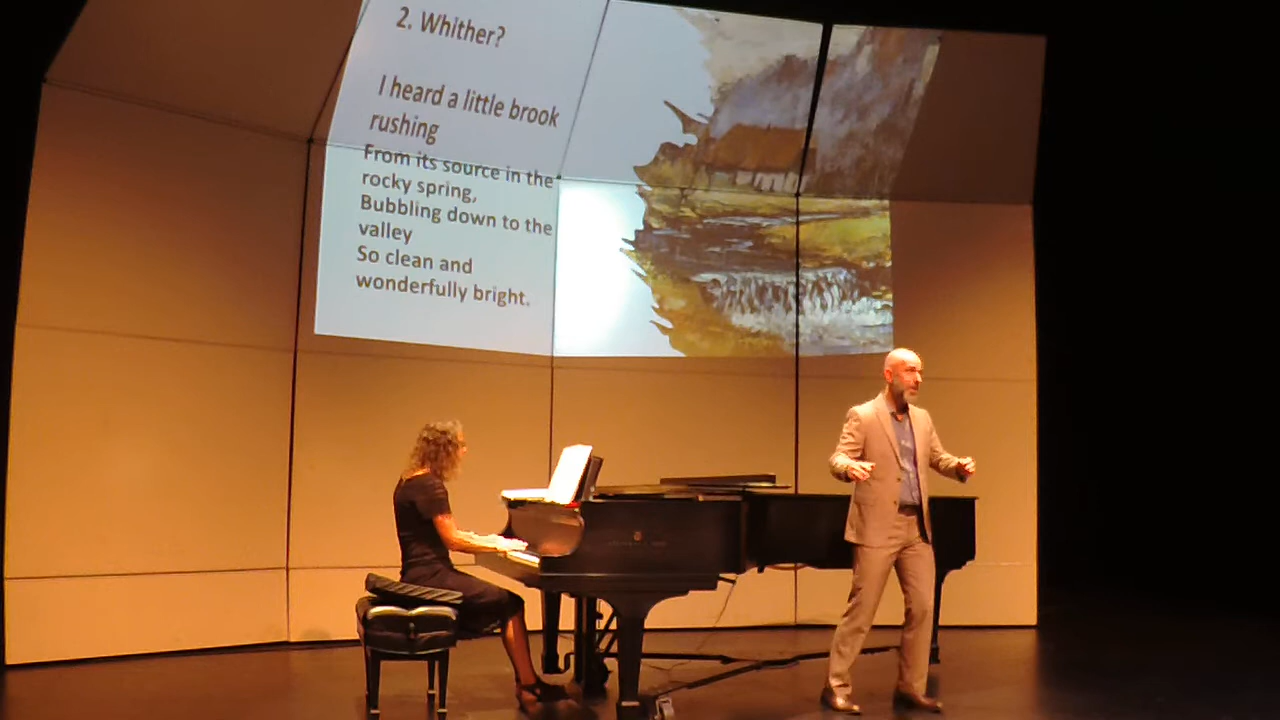 2. Whither?
I heard a little brook
rushing
From its source in the
rocky spring,
Bubbling down to the
valley
So clean and
wonderfully bright.